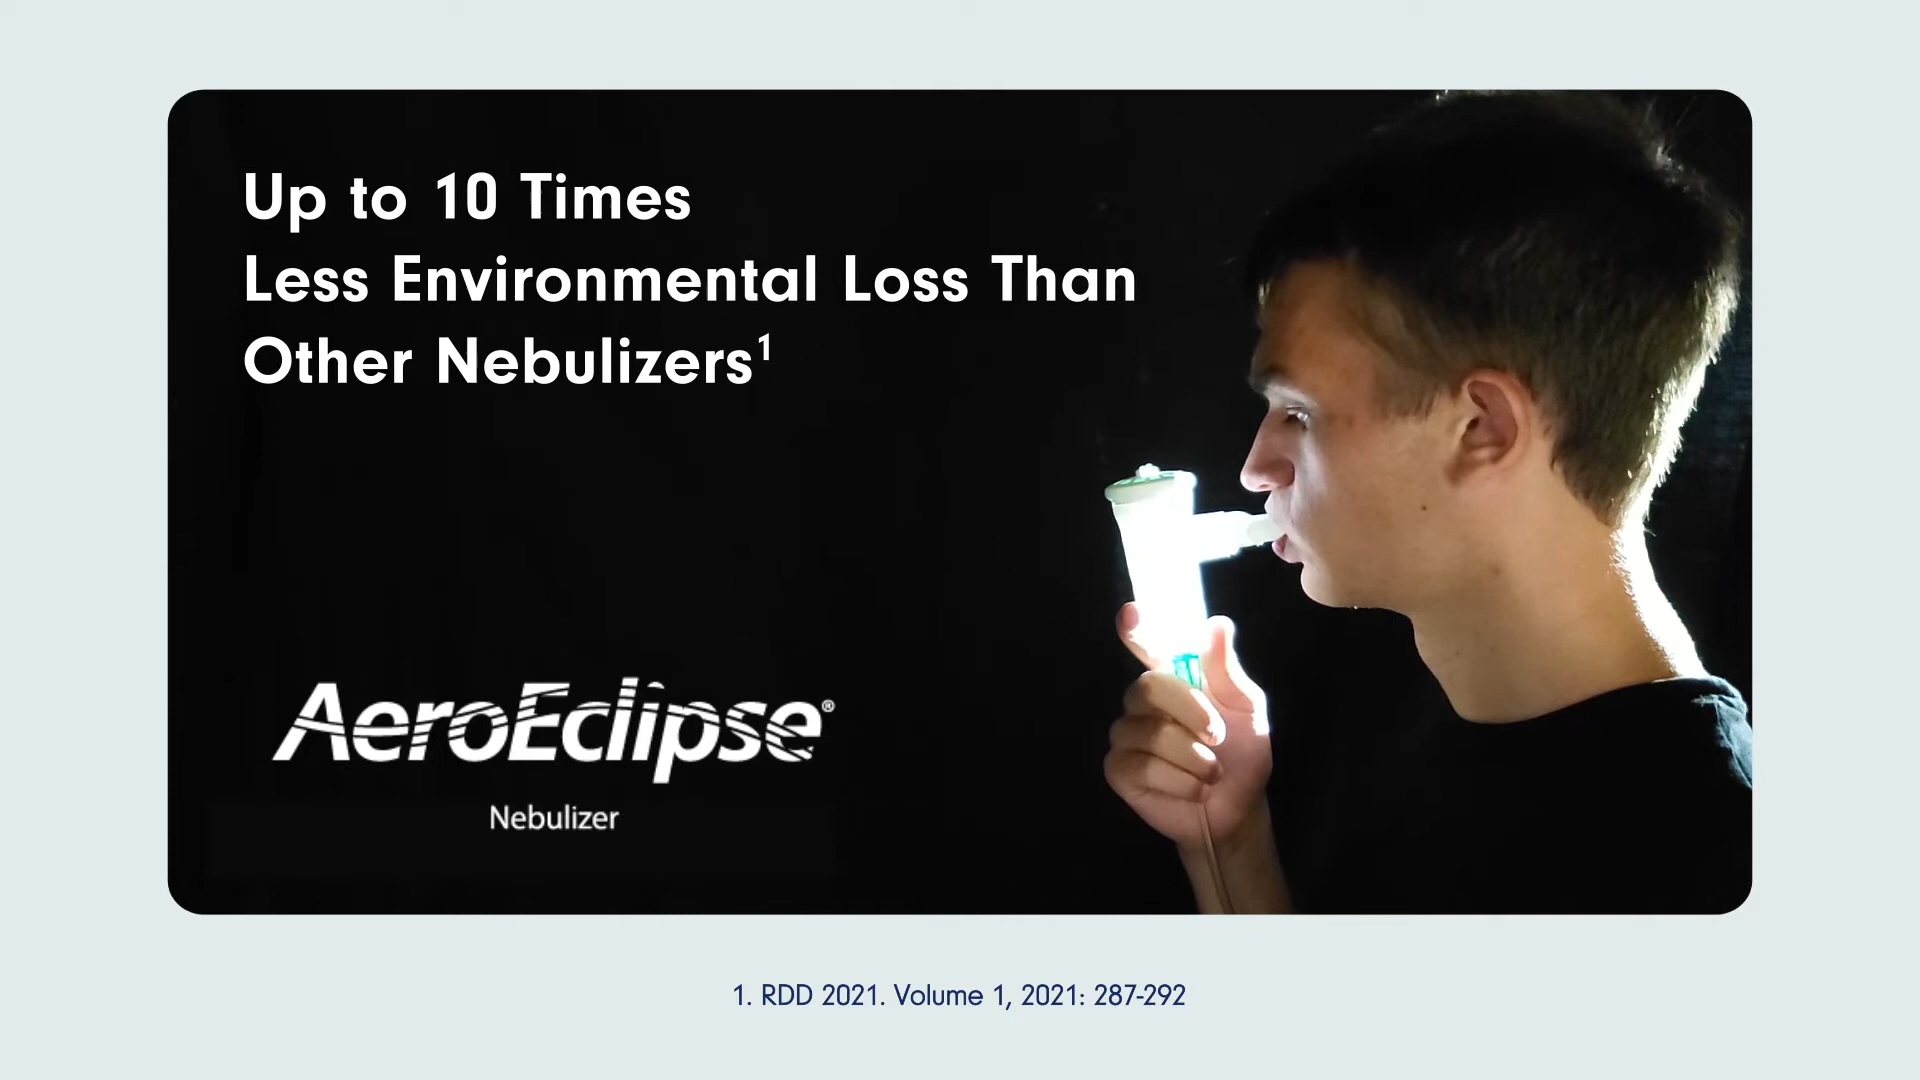 Up to 10 Times
Less Environmental Loss Than
Other Nebulizers¹
AeroEclipse®
Nebulizer
1. RDD 2021. Volume 1, 2021: 287-292